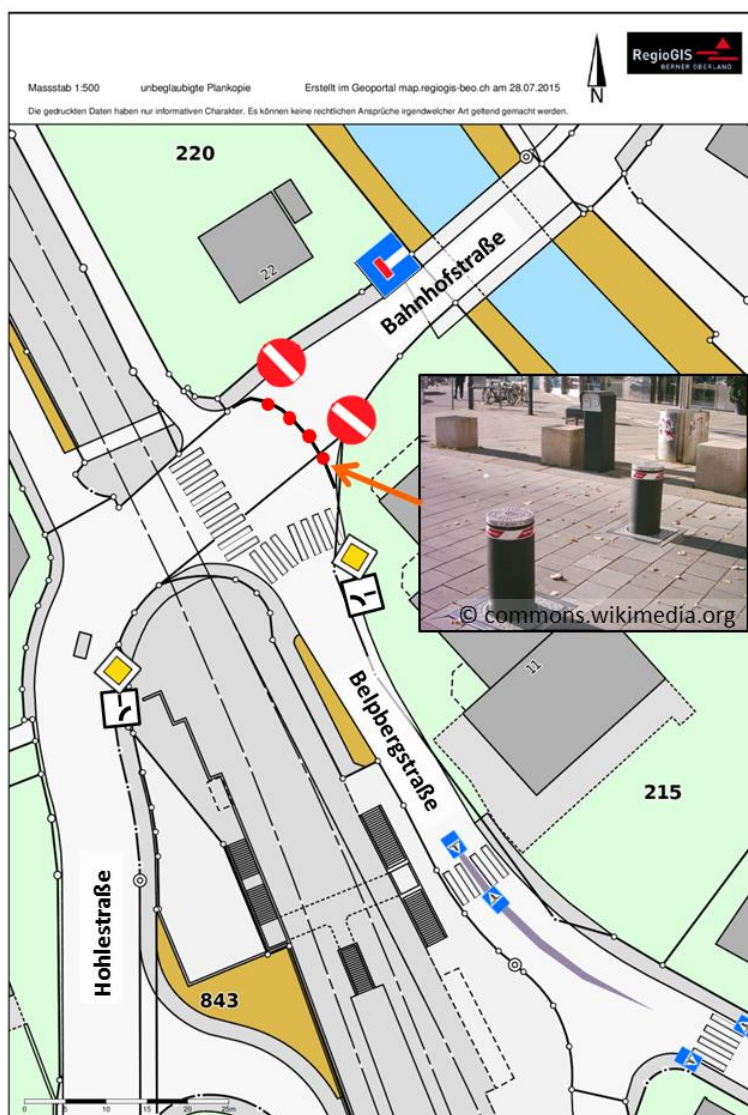 RegioGIS
BERNER OBERLAND
Massstab 1:500 unbeglaubigte Plankopie Erstellt im Geoportal map.regiogis-beo.ch am 28.07.2015
N
Die gedruckten Daten haben nur informativen Charakter. Es können keine rechtlichen Ansprüche irgendwelcher Art geltend gemacht werden.
220
22
Bahnhofstraße
© commons.wikimedia.org
11
Belpbergstraße
215
Hohlestraße
843
0 5 10 15 20 25m